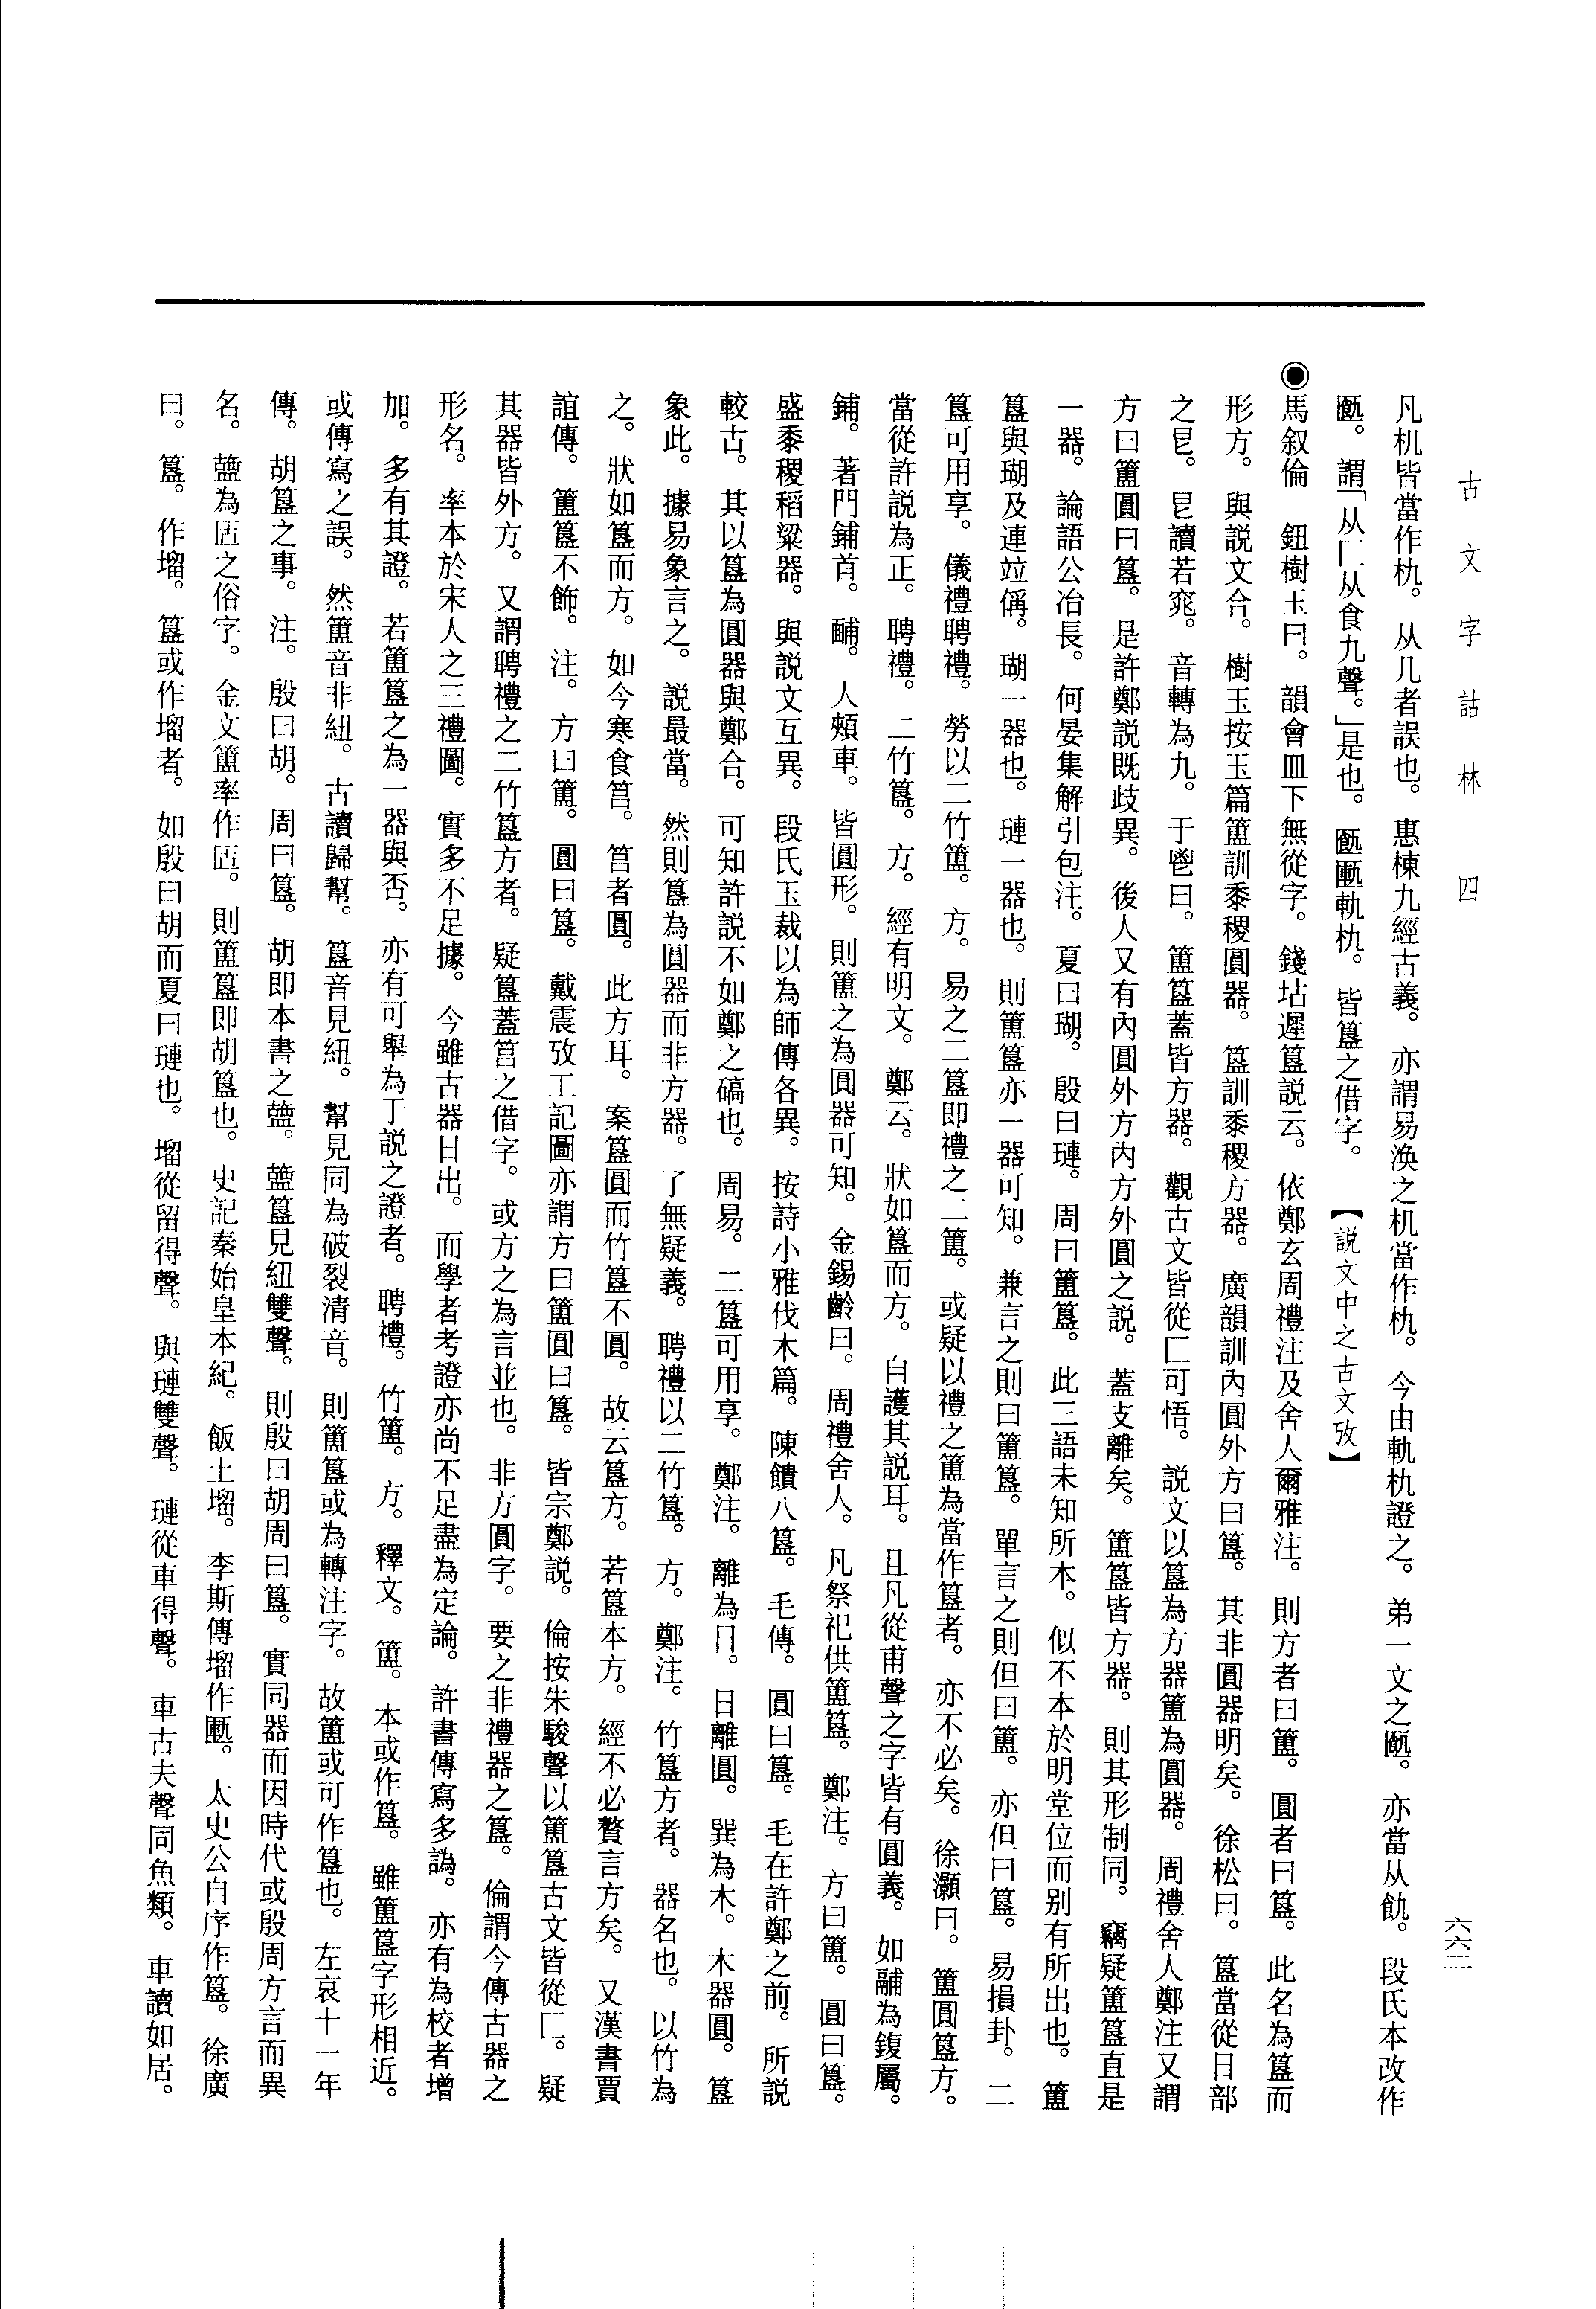 古文字詁林 四
六六二
凡机皆當作朹。从几者誤也。惠棟九經古義。亦謂易渙之机當作朹。今由軌朹證之。弟一文之匭。亦當从飢。段氏本改作
匭。謂「从匚从食九聲。」是也。匭匭軌朹。皆簋之借字。【説文中之古文攷】
◉馬叙倫 鈕樹玉曰。韻會皿下無從字。錢坫遲簋説云。依鄭玄周禮注及舍人爾雅注。則方者曰簠。圓者曰簋。此名為簋而
形方。與説文合。樹玉按玉篇簠訓黍稷圓器。簋訓黍稷方器。廣韻訓內圓外方曰簋。其非圓器明矣。徐松曰。簋當從日部
之皀。皀讀若窕。音轉為九。于鬯曰。簠簋蓋皆方器。觀古文皆從匚可悟。説文以簋為方器簠為圓器。周禮舍人鄭注又謂
方曰簠圓曰簋。是許鄭説既歧異。後人又有內圓外方內方外圓之説。蓋支離矣。簠簋皆方器。則其形制同。竊疑簠簋直是
一器。論語公冶長。何晏集解引包注。夏曰瑚。殷曰璉。周曰簠簋。此三語未知所本。似不本於明堂位而別有所出也。簠
簋與瑚及連竝偁。瑚一器也。璉一器也。則簠簋亦一器可知。兼言之則曰簠簋。單言之則但曰簠。亦但曰簋。易損卦。二
簋可用享。儀禮聘禮。勞以二竹簠。方。易之二簋即禮之二簠。或疑以禮之簠為當作簋者。亦不必矣。徐灝曰。簠圓簋方。
當從許説為正。聘禮。二竹簋。方。經有明文。鄭云。狀如簋而方。自護其説耳。且凡從甫聲之字皆有圓義。如鬴為鍑屬。
鋪。著門鋪首。酺。人頰車。皆圓形。則簠之為圓器可知。金錫齡曰。周禮舍人。凡祭祀供簠簋。鄭注。方曰簠。圓曰簋。
盛黍稷稻粱器。與説文互異。段氏玉裁以為師傳各異。按詩小雅伐木篇。陳饋八簋。毛傳。圓曰簋。毛在許鄭之前。所説
較古。其以簋為圓器與鄭合。可知許説不如鄭之碻也。周易。二簋可用享。鄭注。離為日。日離圓。巽為木。木器圓。簋
象此。據易象言之。説最當。然則簋為圓器而非方器。了無疑義。聘禮以二竹簋。方。鄭注。竹簋方者。器名也。以竹為
之。狀如簋而方。如今寒食筥。筥者圓。此方耳。案簋圓而竹簋不圓。故云簋方。若簋本方。經不必贅言方矣。又漢書賈
誼傳。簠簋不飾。注。方曰簠。圓曰簋。戴震攷工記圖亦謂方曰簠圓曰簋。皆宗鄭説。倫按朱駿聲以簠簋古文皆從匚。疑
其器皆外方。又謂聘禮之二竹簋方者。疑簋蓋筥之借字。或方之為言並也。非方圓字。要之非禮器之簋。倫謂今傳古器之
形名。率本於宋人之三禮圖。實多不足據。今雖古器日出。而學者考證亦尚不足盡為定論。許書傳寫多譌。亦有為校者增
加。多有其證。若簠簋之為一器與否。亦有可舉為于説之證者。聘禮。竹簠。方。釋文。簠。本或作簋。雖簠簋字形相近。
或傳寫之誤。然簠音非紐。古讀歸幫。簋音見紐。幫見同為破裂清音。則簠簋或為轉注字。故簠或可作簋也。左哀十一年
傳。胡簋之事。注。殷曰胡。周曰簋。胡即本書之䀇。䀇簋見紐雙聲。則殷曰胡周曰簋。實同器而因時代或殷周方言而異
名。䀇為㔯之俗字。金文簠率作㔯。則簠簋即胡簋也。史記秦始皇本紀。飯土塯。李斯傳塯作匭。太史公自序作簋。徐廣
曰。簋。作塯。簋或作塯者。如殷曰胡而夏曰璉也。塯從留得聲。與璉雙聲。璉從車得聲。車古夫聲同魚類。車讀如居。